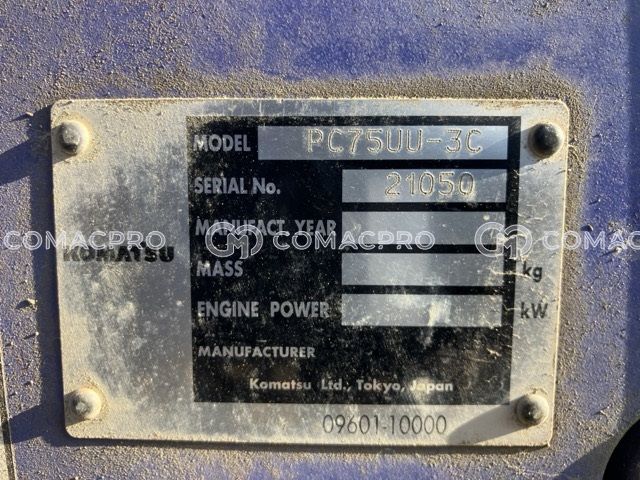 MODEL PC75UU-3C
SERIAL No. 21050
MANUFACT YEAR
COMACPRO COMACPRO COMACPRO
KOMATSU
MASS kg
ENGINE POWER kW
MANUFACTURER
Komatsu Ltd., Tokyo, Japan
09601-10000